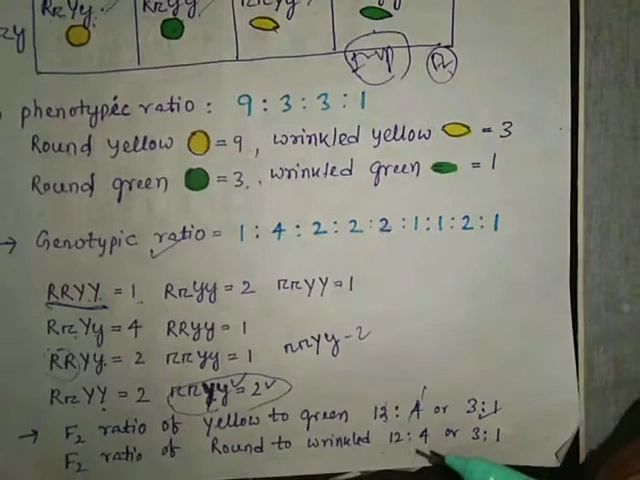 RrYy RrYy
phenotypic ratio : 9 : 3 : 3 : 1
Round yellow = 9 , wrinkled yellow = 3
Round green = 3 . wrinkled green = 1
→ Genotypic ratio = 1 : 4 : 2 : 2 : 2 : 1 : 1 : 2 : 1
RRYY = 1 Rryy = 2 rrYY = 1
RrYy = 4 RRyy = 1
rryy - 2
RRYy = 2 rryy = 1
RrYY = 2 = 2
→ F2 ratio of yellow to green 12 : 4 or 3:1
F2 ratio of Round to wrinkled 12 : 4 or 3:1